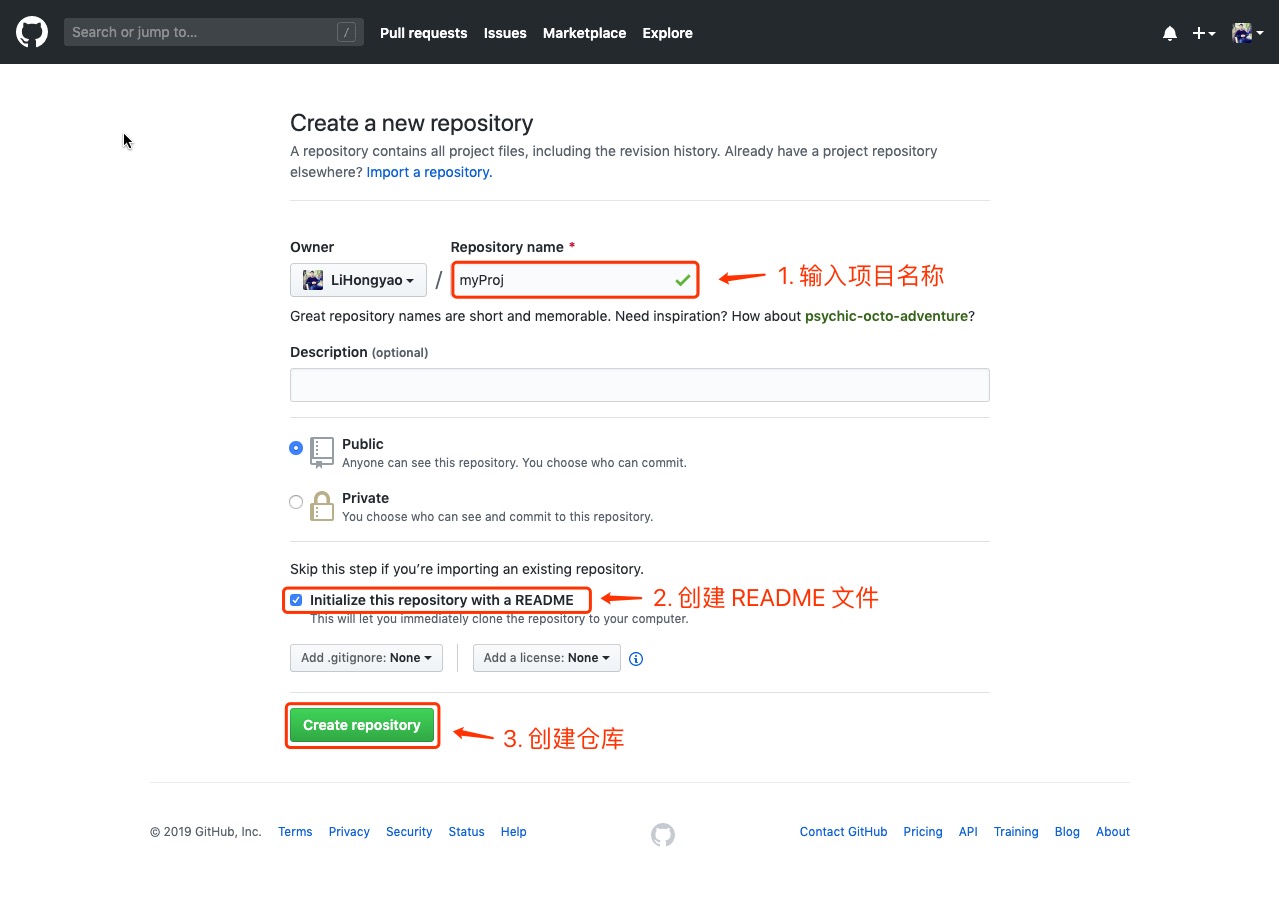 Search or jump to... / Pull requests Issues Marketplace Explore
Create a new repository
A repository contains all project files, including the revision history. Already have a project repository
elsewhere? Import a repository.
Owner Repository name *
LiHongyao / myProj 1. 输入项目名称
Great repository names are short and memorable. Need inspiration? How about psychic-octo-adventure?
Description (optional)
Public
Anyone can see this repository. You choose who can commit.
Private
You choose who can see and commit to this repository.
Skip this step if you’re importing an existing repository.
Initialize this repository with a README 2. 创建 README 文件
This will let you immediately clone the repository to your computer.
Add .gitignore: None Add a license: None
Create repository 3. 创建仓库
© 2019 GitHub, Inc. Terms Privacy Security Status Help Contact GitHub Pricing API Training Blog About